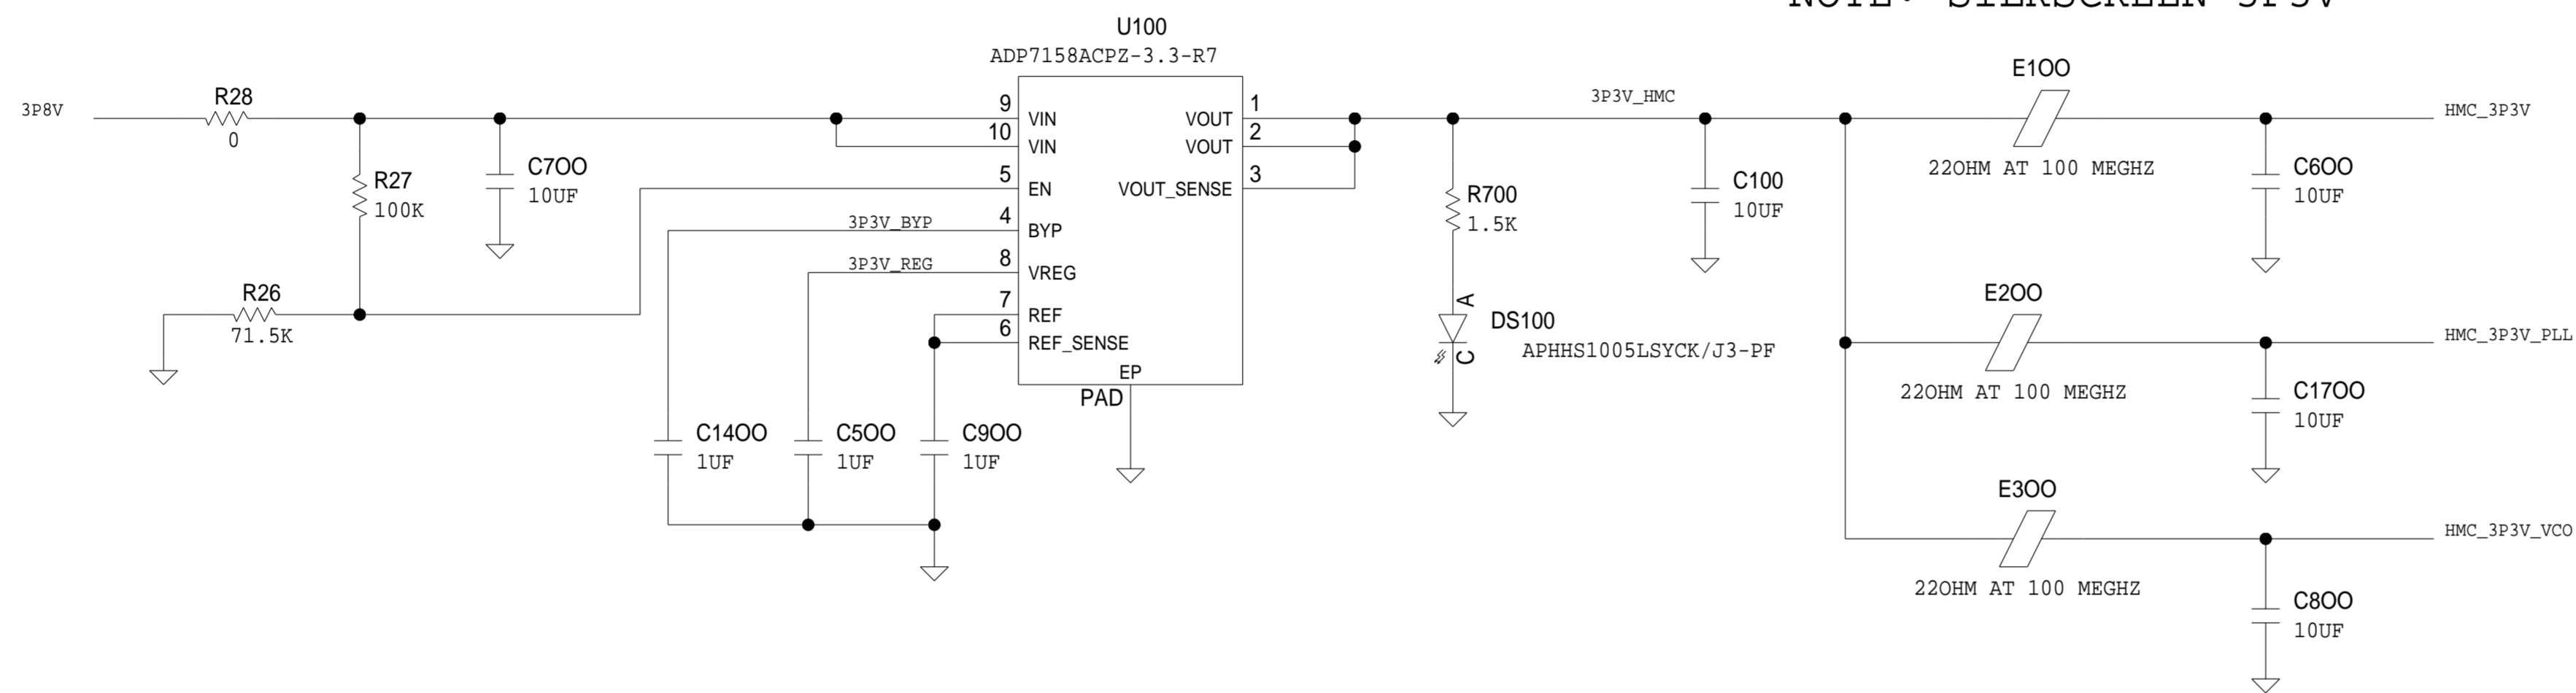 NOTE: SILKSCREEN 3P3V
U100
ADP7158ACPZ-3.3-R7
3P8V
R28
0
R27
100K
C7OO
10UF
R26
71.5K
9
VIN
10
VIN
5
EN
3P3V_BYP
4
BYP
3P3V_REG
8
VREG
7
REF
6
REF_SENSE
EP
PAD
VOUT
1
VOUT
2
VOUT_SENSE
3
C14OO
1UF
C5OO
1UF
C9OO
1UF
3P3V_HMC
R700
1.5K
A
C
DS100
APHHS1005LSYCK/J3-PF
C100
10UF
E1OO
22OHM AT 100 MEGHZ
HMC_3P3V
C6OO
10UF
E2OO
22OHM AT 100 MEGHZ
HMC_3P3V_PLL
C17OO
10UF
E3OO
22OHM AT 100 MEGHZ
HMC_3P3V_VCO
C8OO
10UF